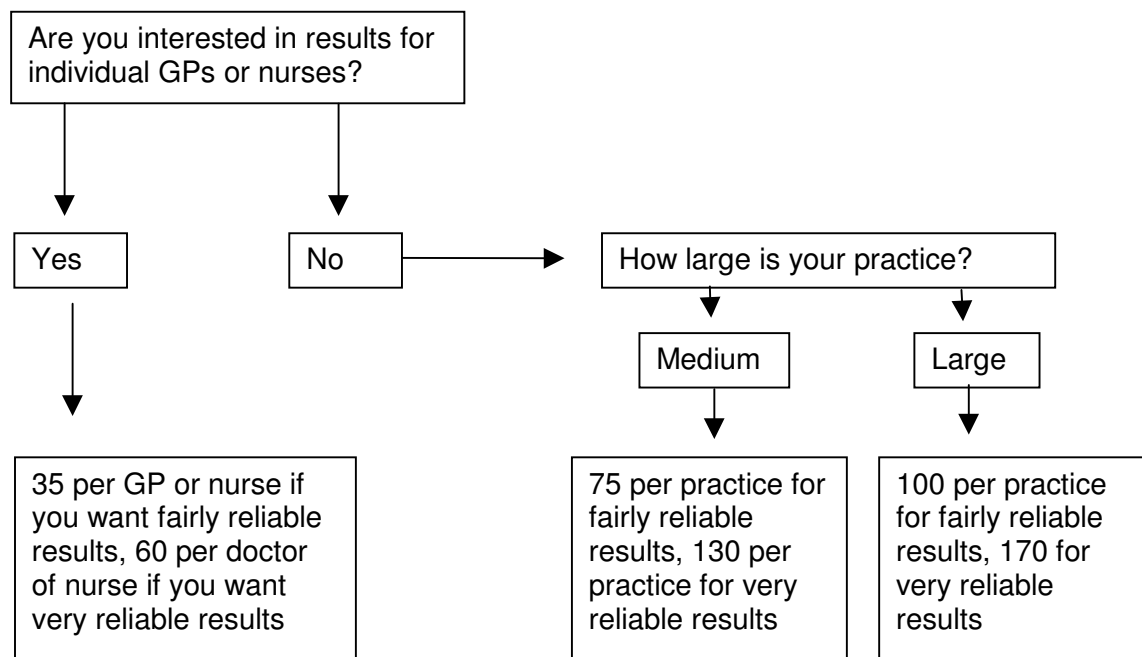 Are you interested in results for
individual GPs or nurses?
Yes
No
How large is your practice?
Medium
Large
35 per GP or nurse if
you want fairly reliable
results, 60 per doctor
of nurse if you want
very reliable results
75 per practice for
fairly reliable
results, 130 per
practice for very
reliable results
100 per practice
for fairly reliable
results, 170 for
very reliable
results